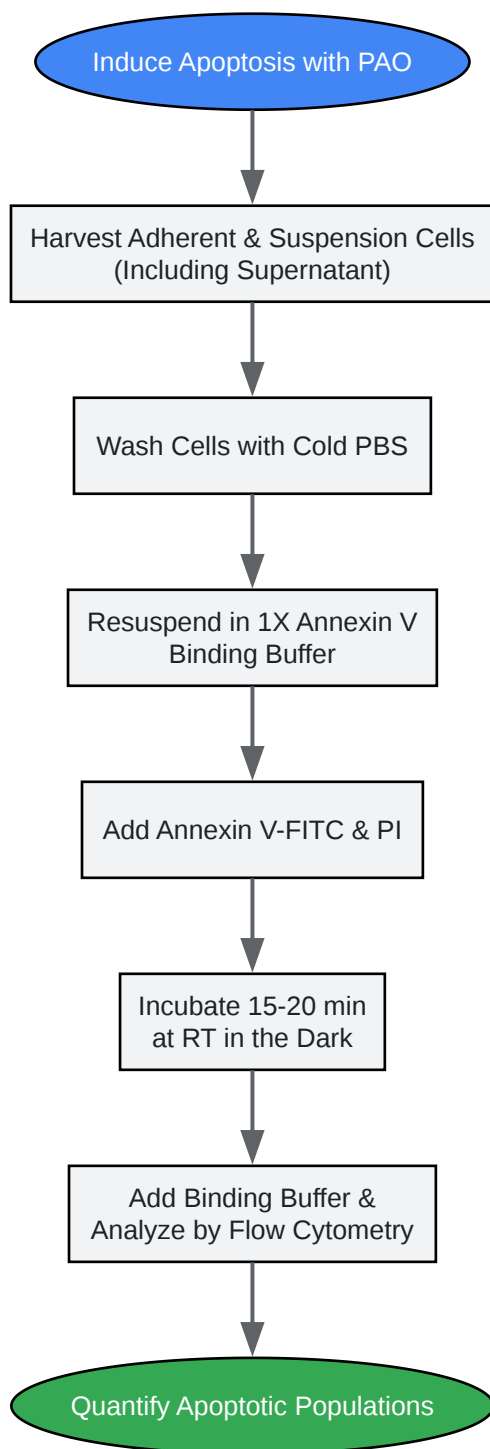 Induce Apoptosis with PAO
Harvest Adherent & Suspension Cells
(Including Supernatant)
Wash Cells with Cold PBS
Resuspend in 1X Annexin V
Binding Buffer
Add Annexin V-FITC & PI
Incubate 15-20 min
at RT in the Dark
Add Binding Buffer &
Analyze by Flow Cytometry
Quantify Apoptotic Populations